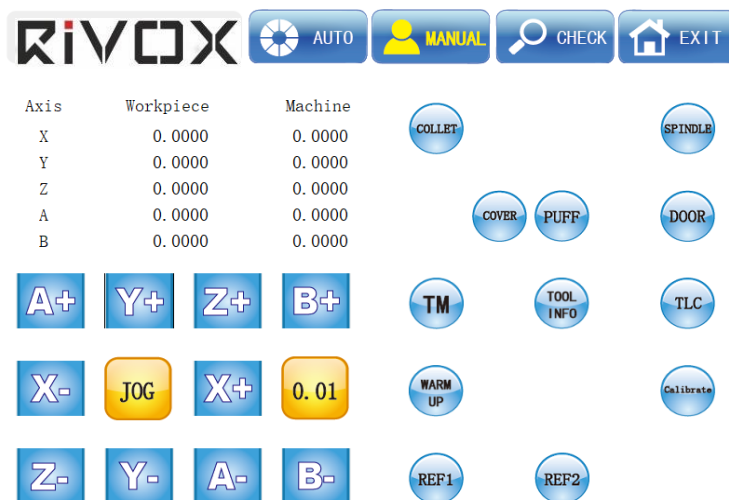 RiVOX AUTO MANUAL CHECK EXIT
Axis Workpiece Machine
X 0.0000 0.0000
Y 0.0000 0.0000
Z 0.0000 0.0000
A 0.0000 0.0000
B 0.0000 0.0000
COLLET SPINDLE
COVER PUFF DOOR
A+ Y+ Z+ B+
TM
TOOL
INFO
TLC
X- JOG X+ 0.01
WARM
UP
Calibrate
Z- Y- A- B-
REF1 REF2